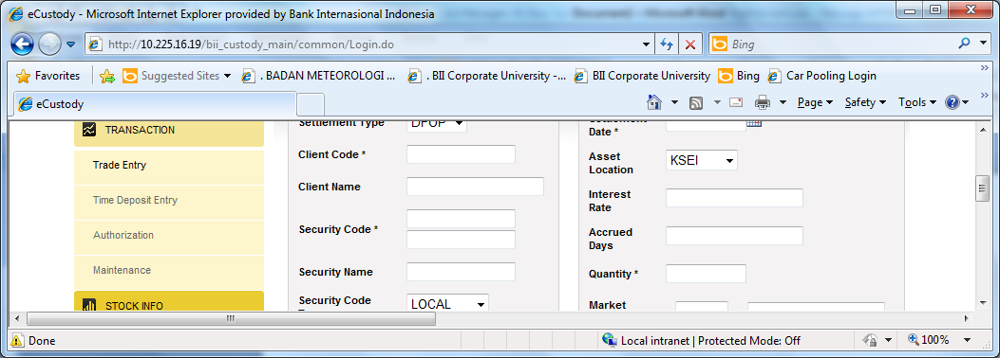 eCustody - Microsoft Internet Explorer provided by Bank Internasional Indonesia
http://10.225.16.19/bii_custody_main/common/Login.do
Bing
Favorites
Suggested Sites
. BADAN METEOROLOGI ...
. BII Corporate University -...
BII Corporate University
Bing
Car Pooling Login
eCustody
Page
Safety
Tools
TRANSACTION
Trade Entry
Time Deposit Entry
Authorization
Maintenance
STOCK INFO
Settlement Type
DFOP
Client Code *
Client Name
Security Code *
Security Name
Security Code
LOCAL
Settlement
Date *
Asset
Location
KSEI
Interest
Rate
Accrued
Days
Quantity *
Market
Done
Local intranet | Protected Mode: Off
100%